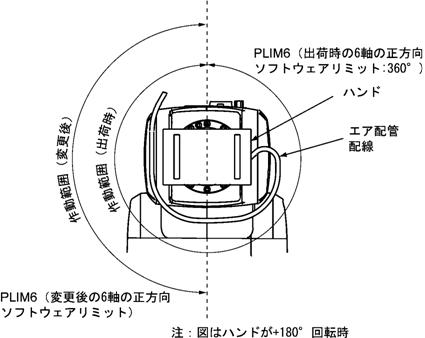 PLIM6（出荷時の6軸の正方向
ソフトウェアリミット:360°）
ハンド
エア配管
配線
作動範囲（変更後）
作動範囲（出荷時）
PLIM6（変更後の6軸の正方向
ソフトウェアリミット）
注：図はハンドが+180°回転時